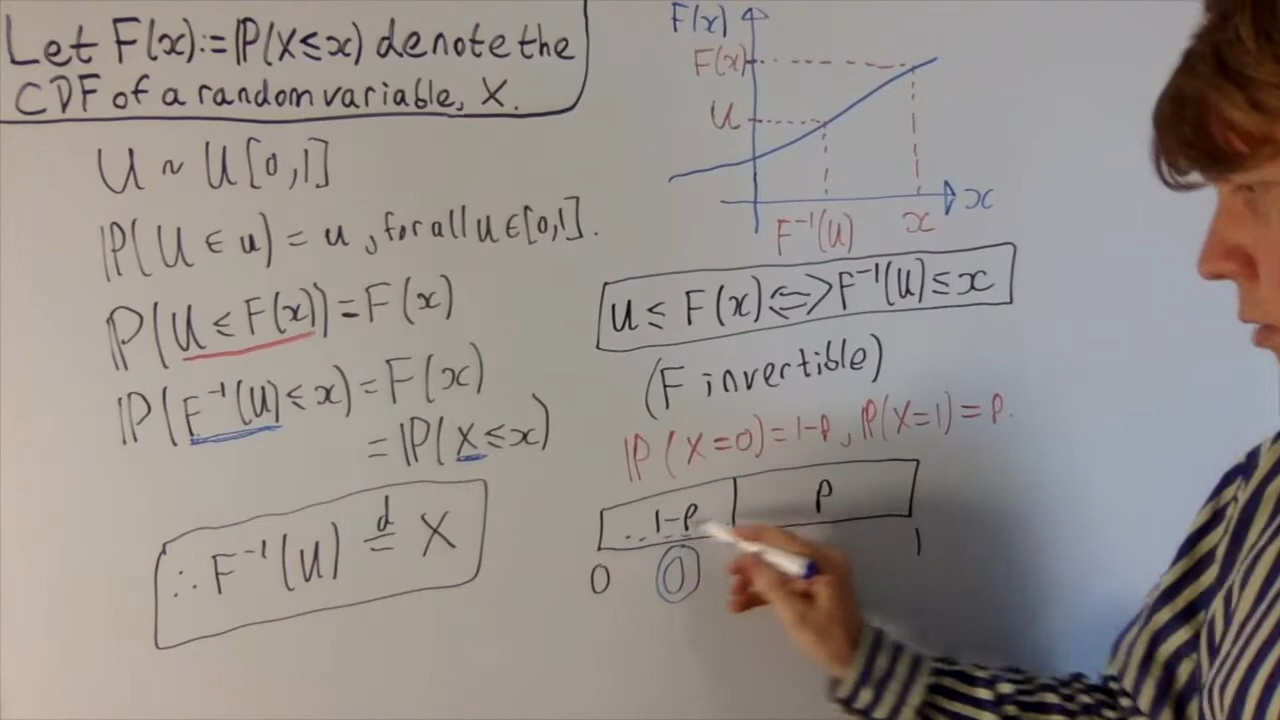 Let F(x):=ℙ(X≤x) denote the
CDF of a random variable, X.
U ~ U[0,1]
ℙ(U ≤ u) = u, for all u∈[0,1].
ℙ(U ≤ F(x)) = F(x)
ℙ(F⁻¹(U) ≤ x) = F(x)
= ℙ(X ≤ x)
∴ F⁻¹(U) =ᵈ X
F(x)
F(x)
U
x
F⁻¹(U)
x
U ≤ F(x) ⟺ F⁻¹(U) ≤ x
(F invertible)
ℙ(X=0)=1-p, ℙ(X=1)=p.
1-p
p
0
0
1